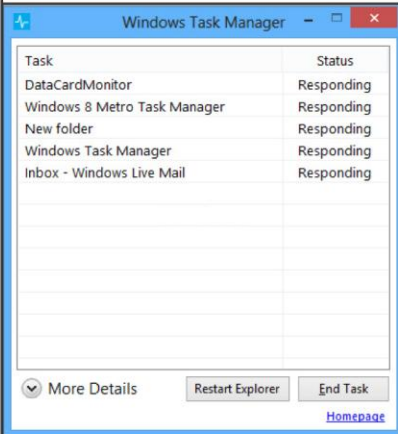 Windows Task Manager
Task Status
DataCardMonitor Responding
Windows 8 Metro Task Manager Responding
New folder Responding
Windows Task Manager Responding
Inbox - Windows Live Mail Responding
More Details Restart Explorer End Task
Homepage